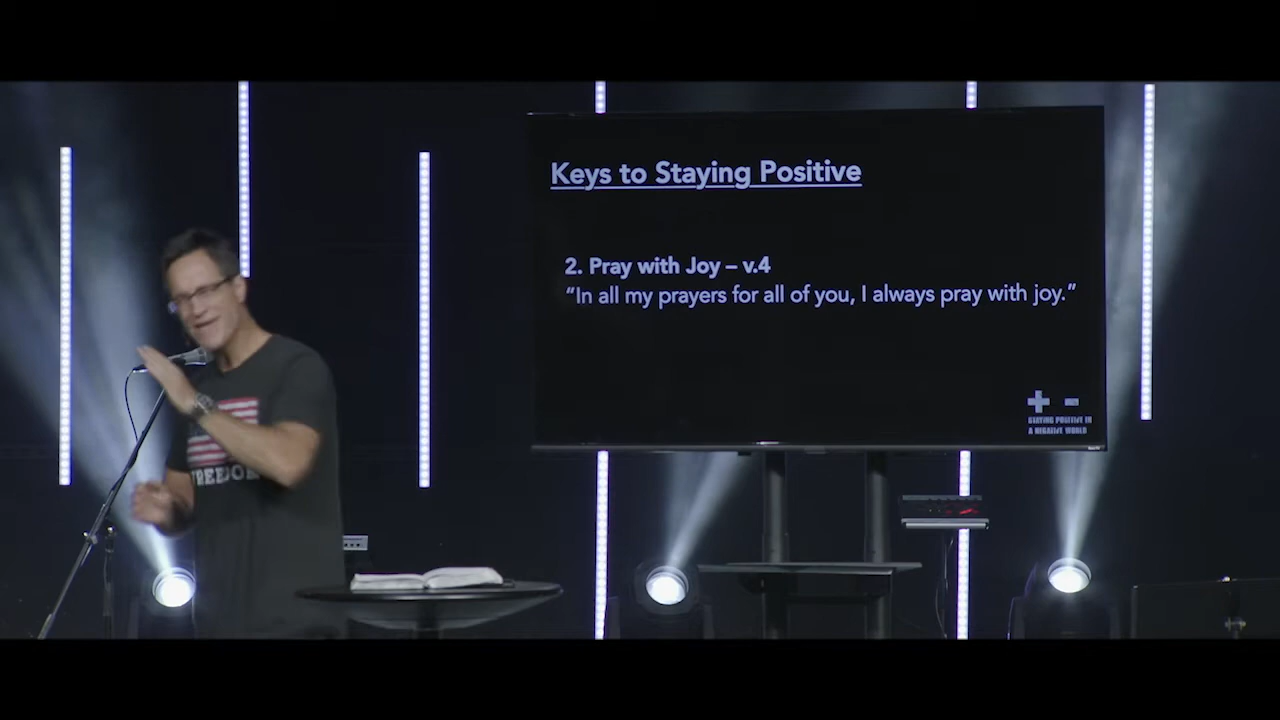 Keys to Staying Positive
2. Pray with Joy – v.4
“In all my prayers for all of you, I always pray with joy.”
STAYING POSITIVE IN
A NEGATIVE WORLD
FREEDOM